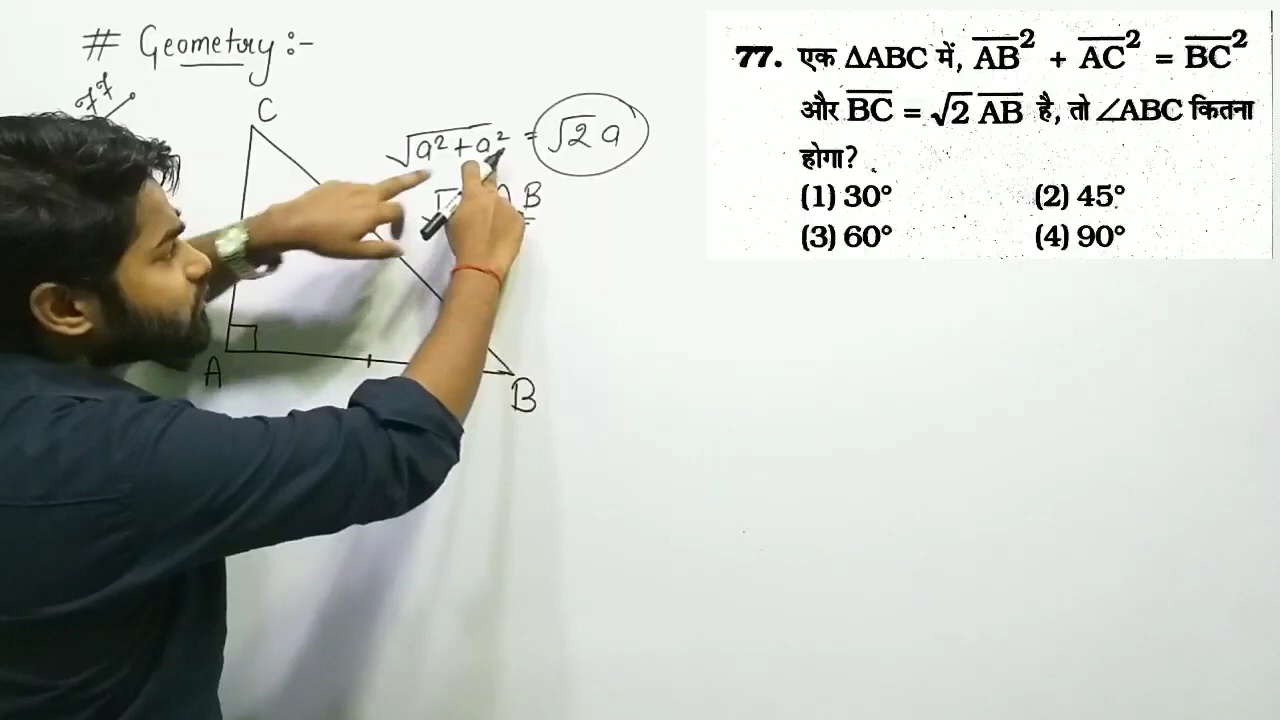 # Geometry :-
77
C
√a² + a² = √2 a
B
A
B
77. एक ΔABC में, AB² + AC² = BC²
और BC = √2 AB है, तो ∠ABC कितना
होगा?
(1) 30° (2) 45°
(3) 60° (4) 90°